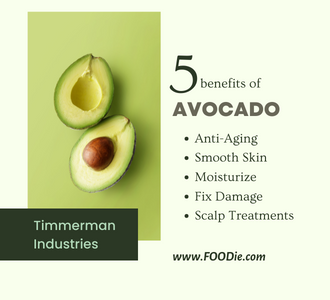 5 benefits of
AVOCADO
Anti-Aging
Smooth Skin
Moisturize
Fix Damage
Scalp Treatments
Timmerman
Industries
www.FOODie.com